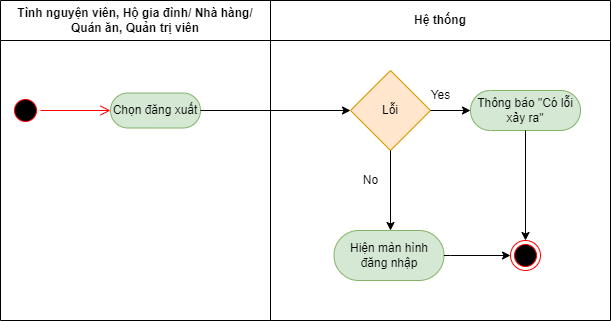 Tình nguyện viên, Hộ gia đình/ Nhà hàng/
Quán ăn, Quản trị viên
Hệ thống
Chọn đăng xuất
Lỗi
Yes
Thông báo "Có lỗi
xảy ra"
No
Hiện màn hình
đăng nhập